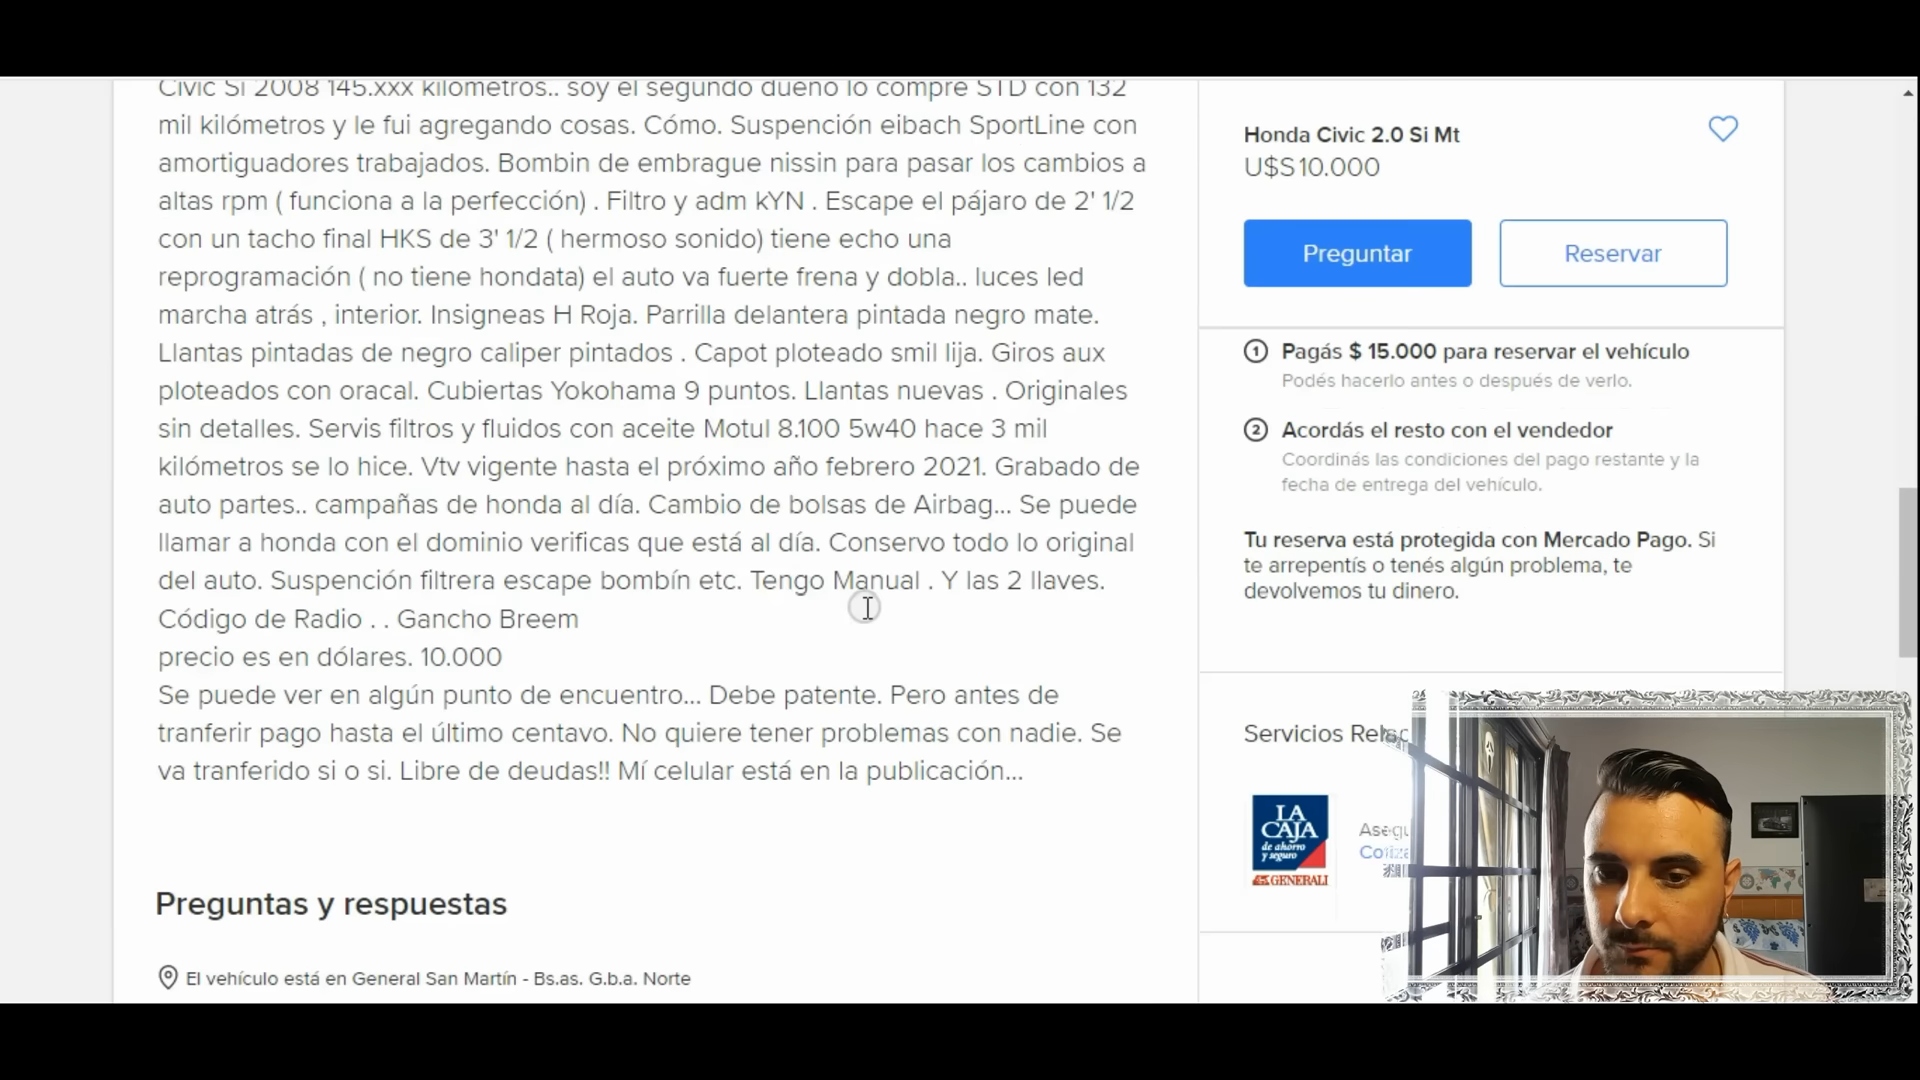 Civic Si 2008 145.xxx kilómetros.. soy el segundo dueño lo compre STD con 132
mil kilómetros y le fui agregando cosas. Cómo. Suspención eibach SportLine con
amortiguadores trabajados. Bombin de embrague nissin para pasar los cambios a
altas rpm ( funciona a la perfección) . Filtro y adm kYN . Escape el pájaro de 2' 1/2
con un tacho final HKS de 3' 1/2 ( hermoso sonido) tiene echo una
reprogramación ( no tiene hondata) el auto va fuerte frena y dobla.. luces led
marcha atrás , interior. Insigneas H Roja. Parrilla delantera pintada negro mate.
Llantas pintadas de negro caliper pintados . Capot ploteado smil lija. Giros aux
ploteados con oracal. Cubiertas Yokohama 9 puntos. Llantas nuevas . Originales
sin detalles. Servis filtros y fluidos con aceite Motul 8.100 5w40 hace 3 mil
kilómetros se lo hice. Vtv vigente hasta el próximo año febrero 2021. Grabado de
auto partes.. campañas de honda al día. Cambio de bolsas de Airbag... Se puede
llamar a honda con el dominio verificas que está al día. Conservo todo lo original
del auto. Suspención filtrera escape bombín etc. Tengo Manual . Y las 2 llaves.
Código de Radio . . Gancho Breem
precio es en dólares. 10.000
Se puede ver en algún punto de encuentro... Debe patente. Pero antes de
tranferir pago hasta el último centavo. No quiere tener problemas con nadie. Se
va tranferido si o si. Libre de deudas!! Mí celular está en la publicación...
Preguntas y respuestas
El vehículo está en General San Martín - Bs.as. G.b.a. Norte
Honda Civic 2.0 Si Mt
U$S 10.000
Preguntar
Reservar
1 Pagás $ 15.000 para reservar el vehículo
Podés hacerlo antes o después de verlo.
2 Acordás el resto con el vendedor
Coordinás las condiciones del pago restante y la
fecha de entrega del vehículo.
Tu reserva está protegida con Mercado Pago. Si
te arrepentís o tenés algún problema, te
devolvemos tu dinero.
Servicios Relac
LA
CAJA
de ahorro
y seguro
GENERALI
Asegu
Cotiza